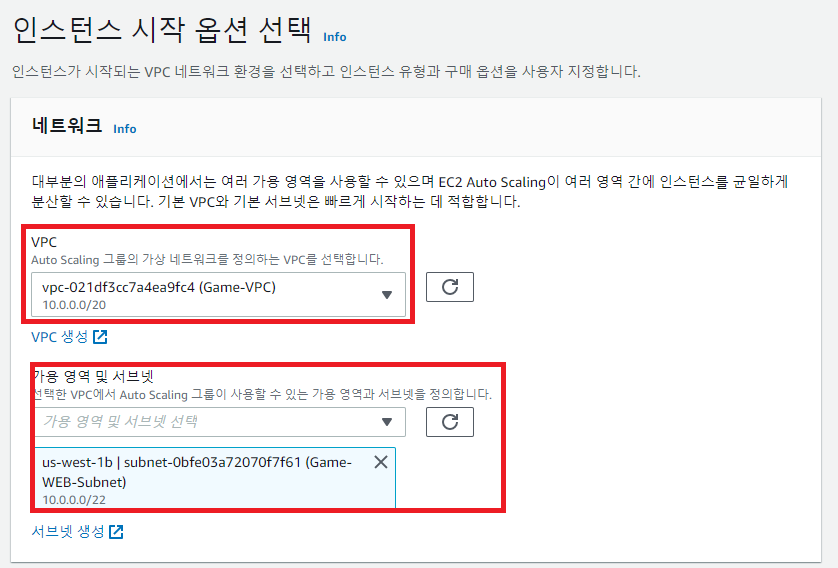 인스턴스 시작 옵션 선택 Info
인스턴스가 시작되는 VPC 네트워크 환경을 선택하고 인스턴스 유형과 구매 옵션을 사용자 지정합니다.
네트워크 Info
대부분의 애플리케이션에서는 여러 가용 영역을 사용할 수 있으며 EC2 Auto Scaling이 여러 영역 간에 인스턴스를 균일하게
분산할 수 있습니다. 기본 VPC와 기본 서브넷은 빠르게 시작하는 데 적합합니다.
VPC
Auto Scaling 그룹의 가상 네트워크를 정의하는 VPC를 선택합니다.
vpc-021df3cc7a4ea9fc4 (Game-VPC)
10.0.0.0/20
VPC 생성
가용 영역 및 서브넷
선택한 VPC에서 Auto Scaling 그룹이 사용할 수 있는 가용 영역과 서브넷을 정의합니다.
가용 영역 및 서브넷 선택
us-west-1b | subnet-0bfe03a72070f7f61 (Game-
WEB-Subnet)
10.0.0.0/22
서브넷 생성